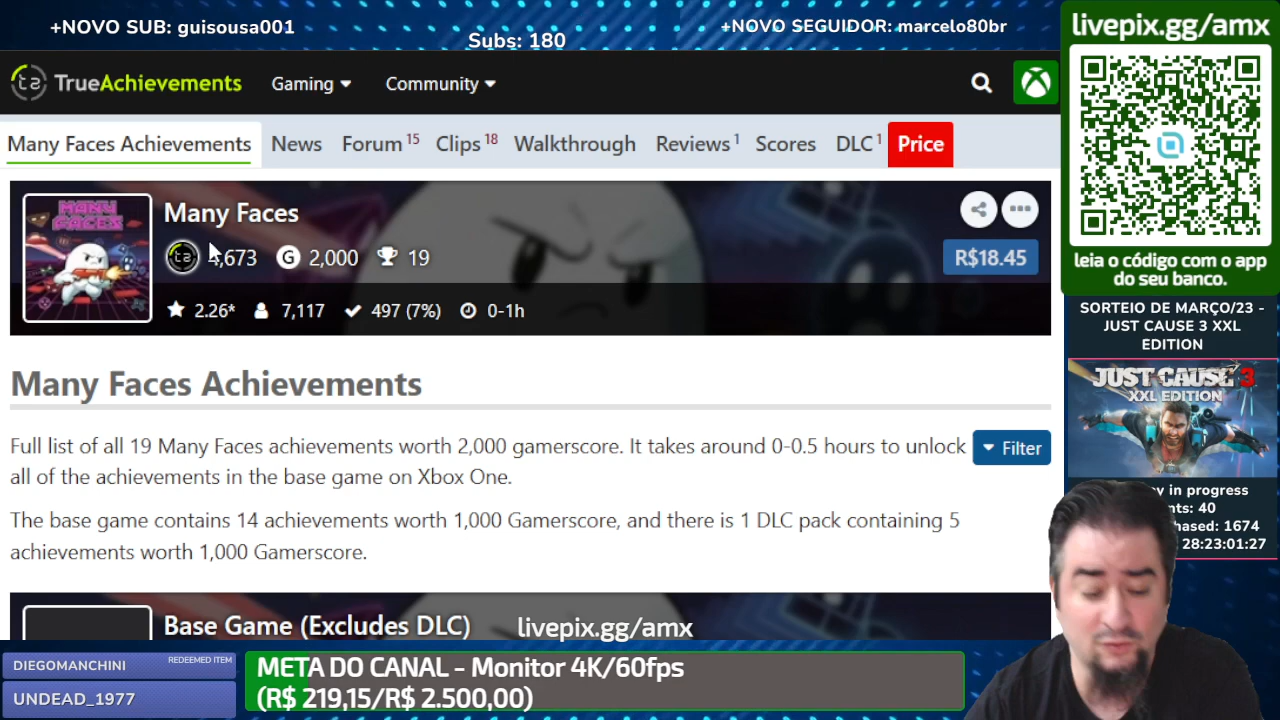 +NOVO SUB: guisousa001
Subs: 180
+NOVO SEGUIDOR: marcelo80br
livepix.gg/amx
TrueAchievements
Gaming
Community
Many Faces Achievements
News
Forum 15
Clips 18
Walkthrough
Reviews 1
Scores
DLC 1
Price
MANY FACES
Many Faces
ta
,673
G 2,000
19
R$18.45
2.26*
7,117
497 (7%)
0-1h
leia o código com o app
do seu banco.
SORTEIO DE MARÇO/23 -
JUST CAUSE 3 XXL
EDITION
JUST CAUSE 3
XXL EDITION
Many Faces Achievements
Full list of all 19 Many Faces achievements worth 2,000 gamerscore. It takes around 0-0.5 hours to unlock
all of the achievements in the base game on Xbox One.
Filter
The base game contains 14 achievements worth 1,000 Gamerscore, and there is 1 DLC pack containing 5
achievements worth 1,000 Gamerscore.
in progress
: 40
: 1674
28:23:01:27
Base Game (Excludes DLC)
livepix.gg/amx
DIEGOMANCHINI
REDEEMED ITEM
UNDEAD_1977
META DO CANAL - Monitor 4K/60fps
(R$ 219,15/R$ 2.500,00)